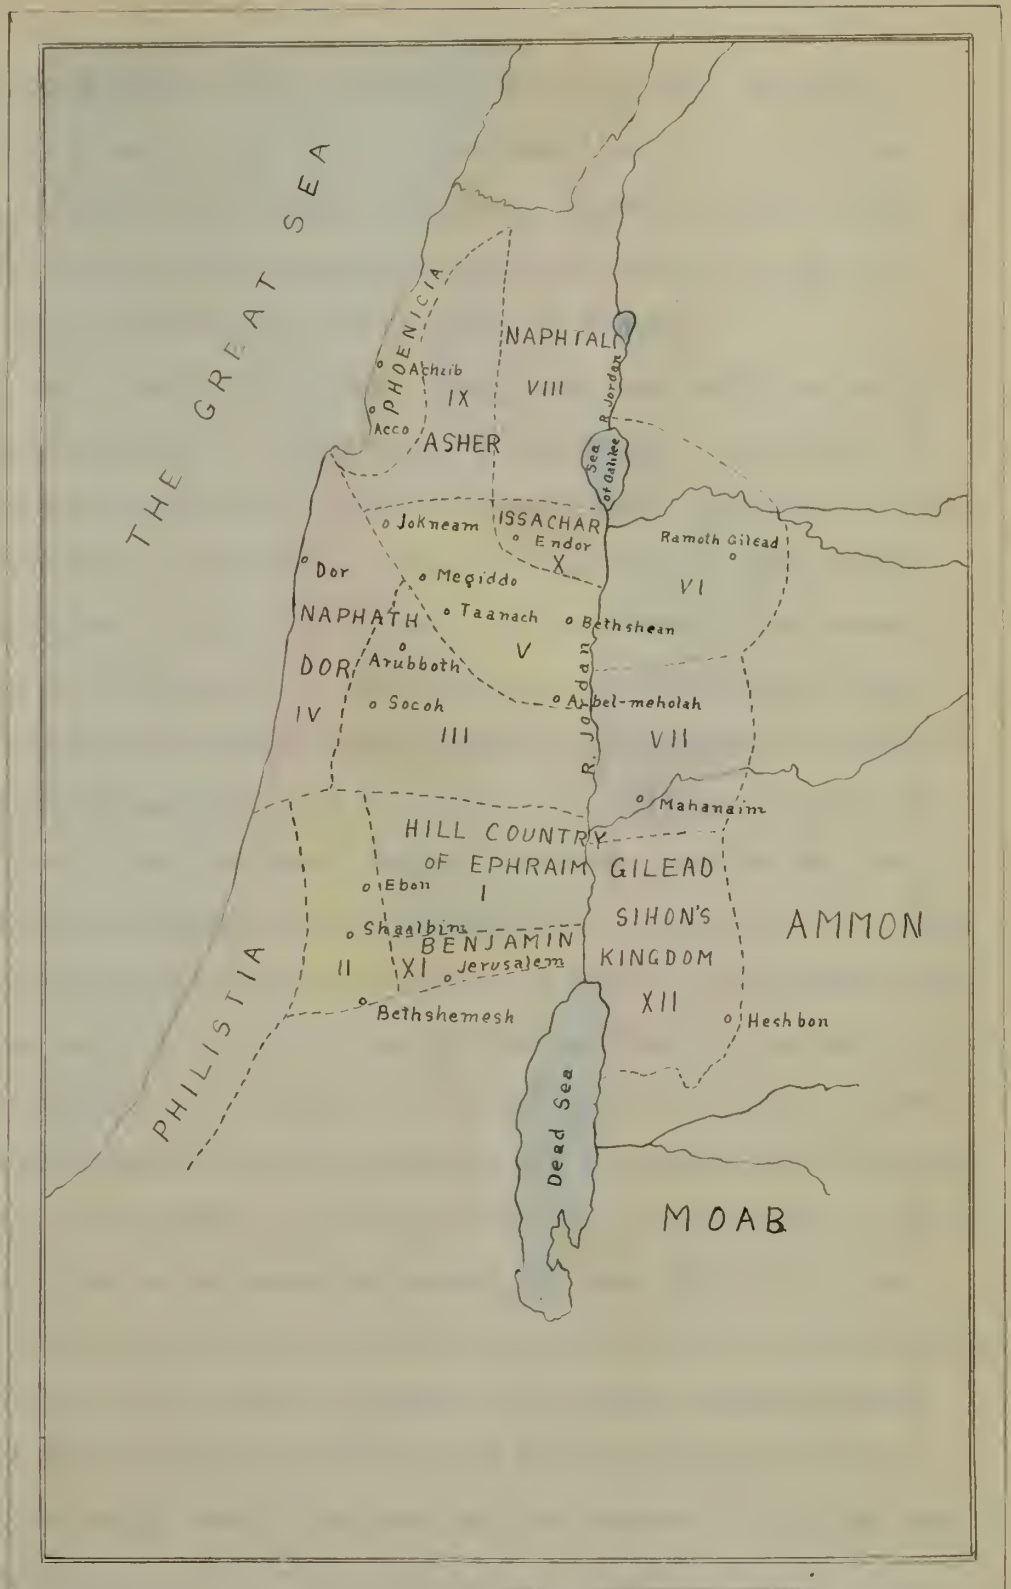 THE GREAT SEA
PHOENICIA
NAPHTALI
VIII
R. Jordan
Achzib
IX
Acco
ASHER
Sea
of Galilee
Jokneam
ISSACHAR
Endor
X
Ramoth Gilead
VI
Dor
Megiddo
NAPHATH
Taanach
Bethshean
V
Arubboth
DOR
IV
Socoh
III
Arbel-meholah
R. Jordan
VII
Mahanaim
HILL COUNTRY
OF EPHRAIM
I
GILEAD
Ebon
SIHON'S
AMMON
Shaalbim
BENJAMIN
KINGDOM
II
XI
Jerusalem
XII
Bethshemesh
Heshbon
PHILISTIA
Dead Sea
MOAB